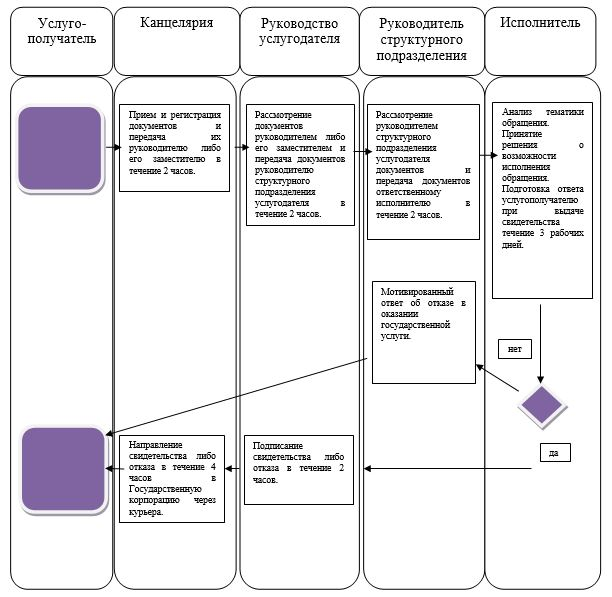 Услуго-
получатель
Канцелярия
Руководство
услугодателя
Руководитель
структурного
подразделения
Исполнитель
Прием и регистрация
документов и
передача их
руководителю либо
его заместителю в
течение 2 часов.
Рассмотрение
документов
руководителем либо
его заместителем и
передача документов
руководителю
структурного
подразделения
услугодателя в
течение 2 часов.
Рассмотрение
руководителем
структурного
подразделения
услугодателя
документов и
передача документов
ответственному
исполнителю в
течение 2 часов.
Анализ тематики
обращения.
Принятие
решения о
возможности
исполнения
обращения.
Подготовка ответа
услугополучателю
при выдаче
свидетельства
течение 3 рабочих
дней.
Мотивированный
ответ об отказе в
оказании
государственной
услуги.
нет
да
Подписание
свидетельства либо
отказа в течение 2
часов.
Направление
свидетельства либо
отказа в течение 4
часов в
Государственную
корпорацию через
курьера.